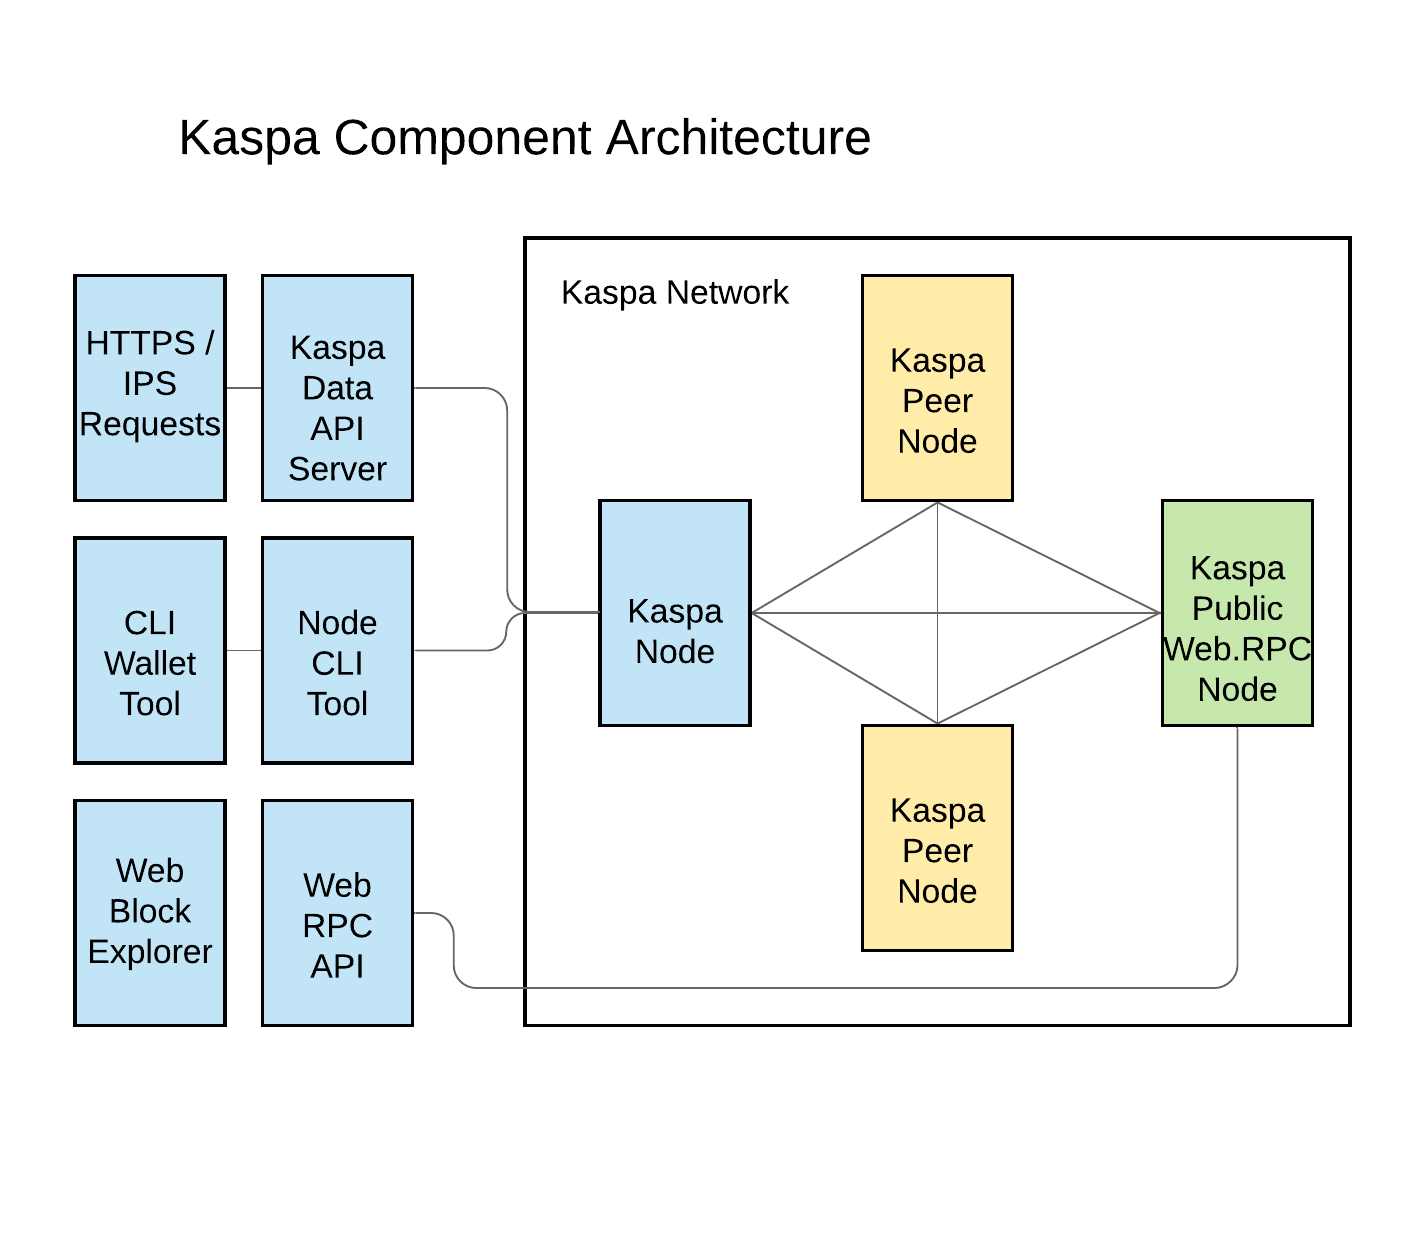 Kaspa Component Architecture
HTTPS /
IPS
Requests
Kaspa
Data
API
Server
Kaspa Network
Kaspa
Peer
Node
CLI
Wallet
Tool
Node
CLI
Tool
Kaspa
Node
Kaspa
Public
Web.RPC
Node
Web
Block
Explorer
Web
RPC
API
Kaspa
Peer
Node